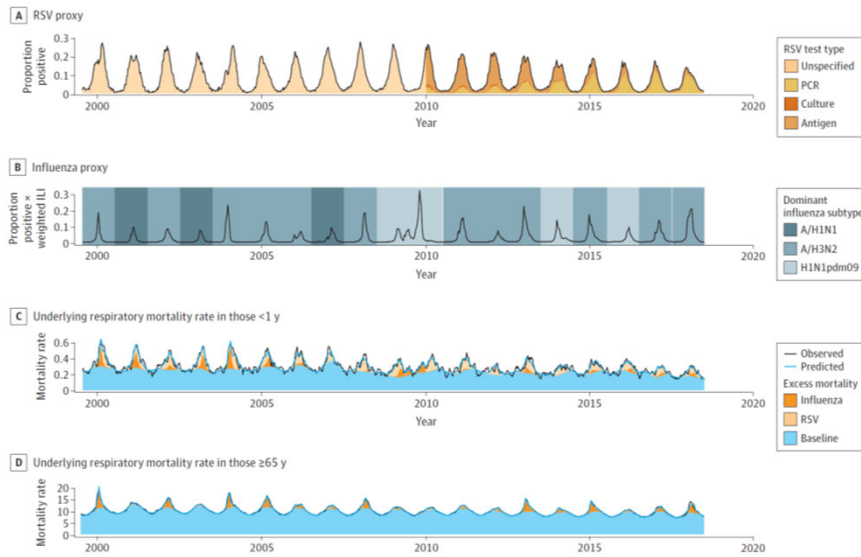 A RSV proxy
Proportion
positive
0.3
0.2
0.1
0
2000 2005 2010 2015 2020
Year
RSV test type
Unspecified
PCR
Culture
Antigen
B Influenza proxy
Proportion
positive ×
weighted ILI
0.3
0.2
0.1
0
2000 2005 2010 2015 2020
Year
Dominant
influenza subtype
A/H1N1
A/H3N2
H1N1pdm09
C Underlying respiratory mortality rate in those <1 y
Mortality rate
0.6
0.4
0.2
0
2000 2005 2010 2015 2020
Year
Observed
Predicted
Excess mortality
Influenza
RSV
Baseline
D Underlying respiratory mortality rate in those ≥65 y
Mortality rate
20
15
10
5
0
2000 2005 2010 2015 2020
Year